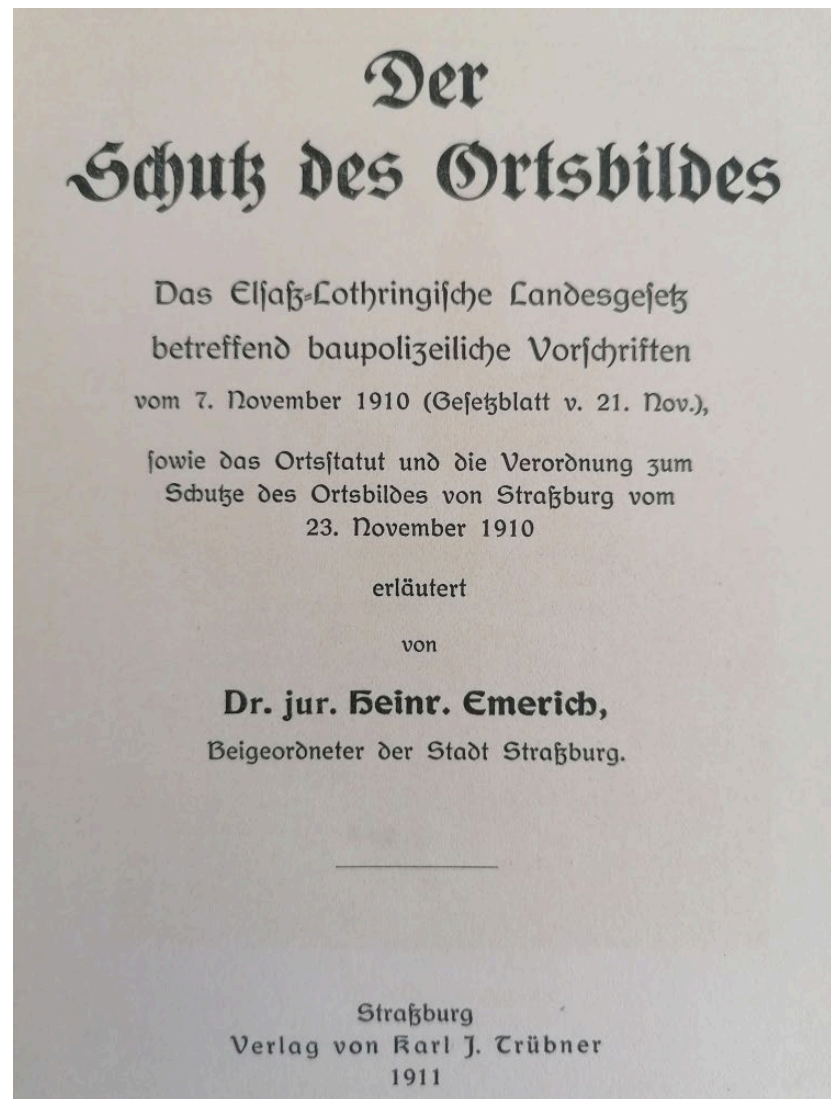 Der
Schutz des Ortsbildes
Das Elsaß-Lothringische Landesgesetz
betreffend baupolizeiliche Vorschriften
vom 7. November 1910 (Gesetzblatt v. 21. Nov.),
sowie das Ortsstatut und die Verordnung zum
Schutze des Ortsbildes von Straßburg vom
23. November 1910
erläutert
von
Dr. jur. Heinr. Emerich,
Beigeordneter der Stadt Straßburg.
Straßburg
Verlag von Karl J. Trübner
1911